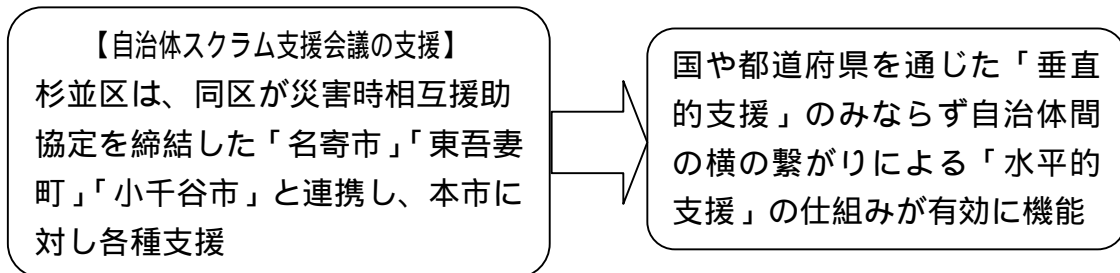 【自治体スクラム支援会議の支援】
杉並区は、同区が災害時相互援助
協定を締結した「名寄市」「東吾妻
町」「小千谷市」と連携し、本市に
対し各種支援
国や都道府県を通じた「垂直
的支援」のみならず自治体間
の横の繋がりによる「水平的
支援」の仕組みが有効に機能